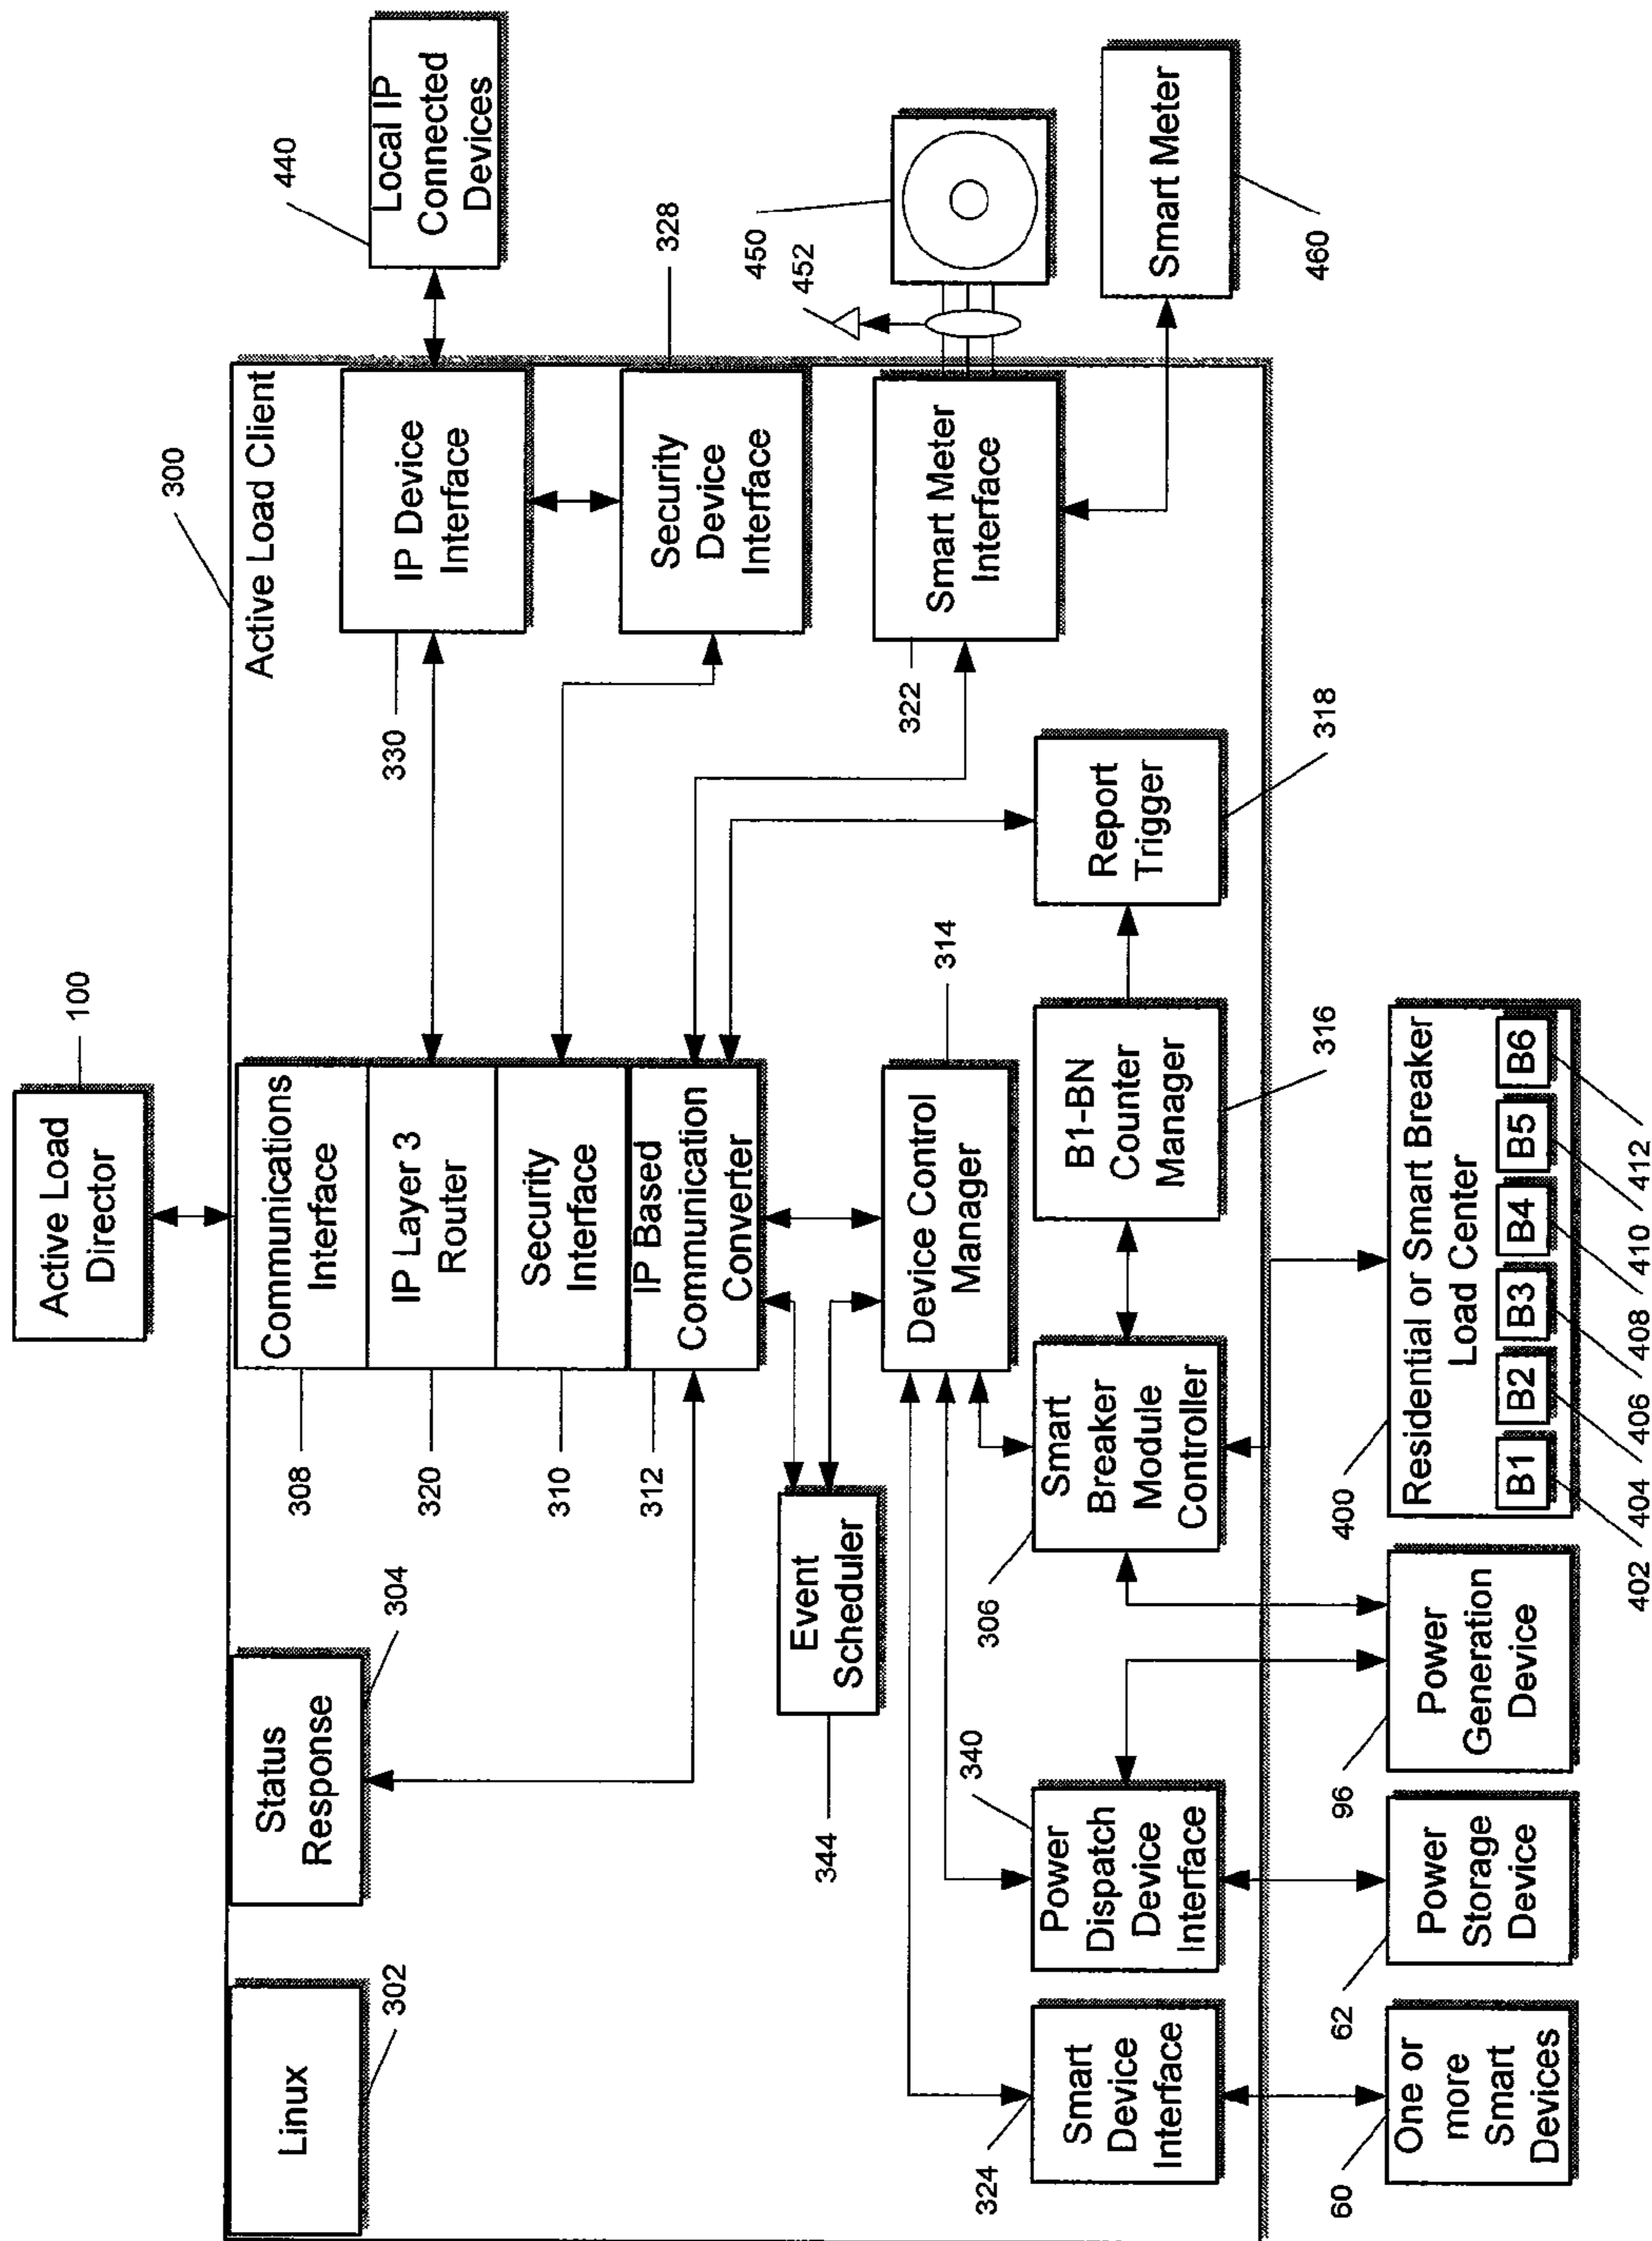 100
Active Load
Director
300
Active Load Client
440
Local IP
Connected
Devices
Linux
302
Status
Response
304
Communications
Interface
308
IP Layer 3
Router
320
Security
Interface
310
IP Based
Communication
Converter
312
IP Device
Interface
330
Security
Device
Interface
328
Smart Meter
Interface
322
450
452
Smart Meter
460
Event
Scheduler
344
Device Control
Manager
314
Smart
Device
Interface
324
Power
Dispatch
Device
Interface
340
Smart
Breaker
Module
Controller
306
B1-BN
Counter
Manager
316
Report
Trigger
318
One or
more
Smart
Devices
60
Power
Storage
Device
62
Power
Generation
Device
96
Residential or Smart Breaker
Load Center
400
B1 B2 B3 B4 B5 B6
402 404 406 408 410 412